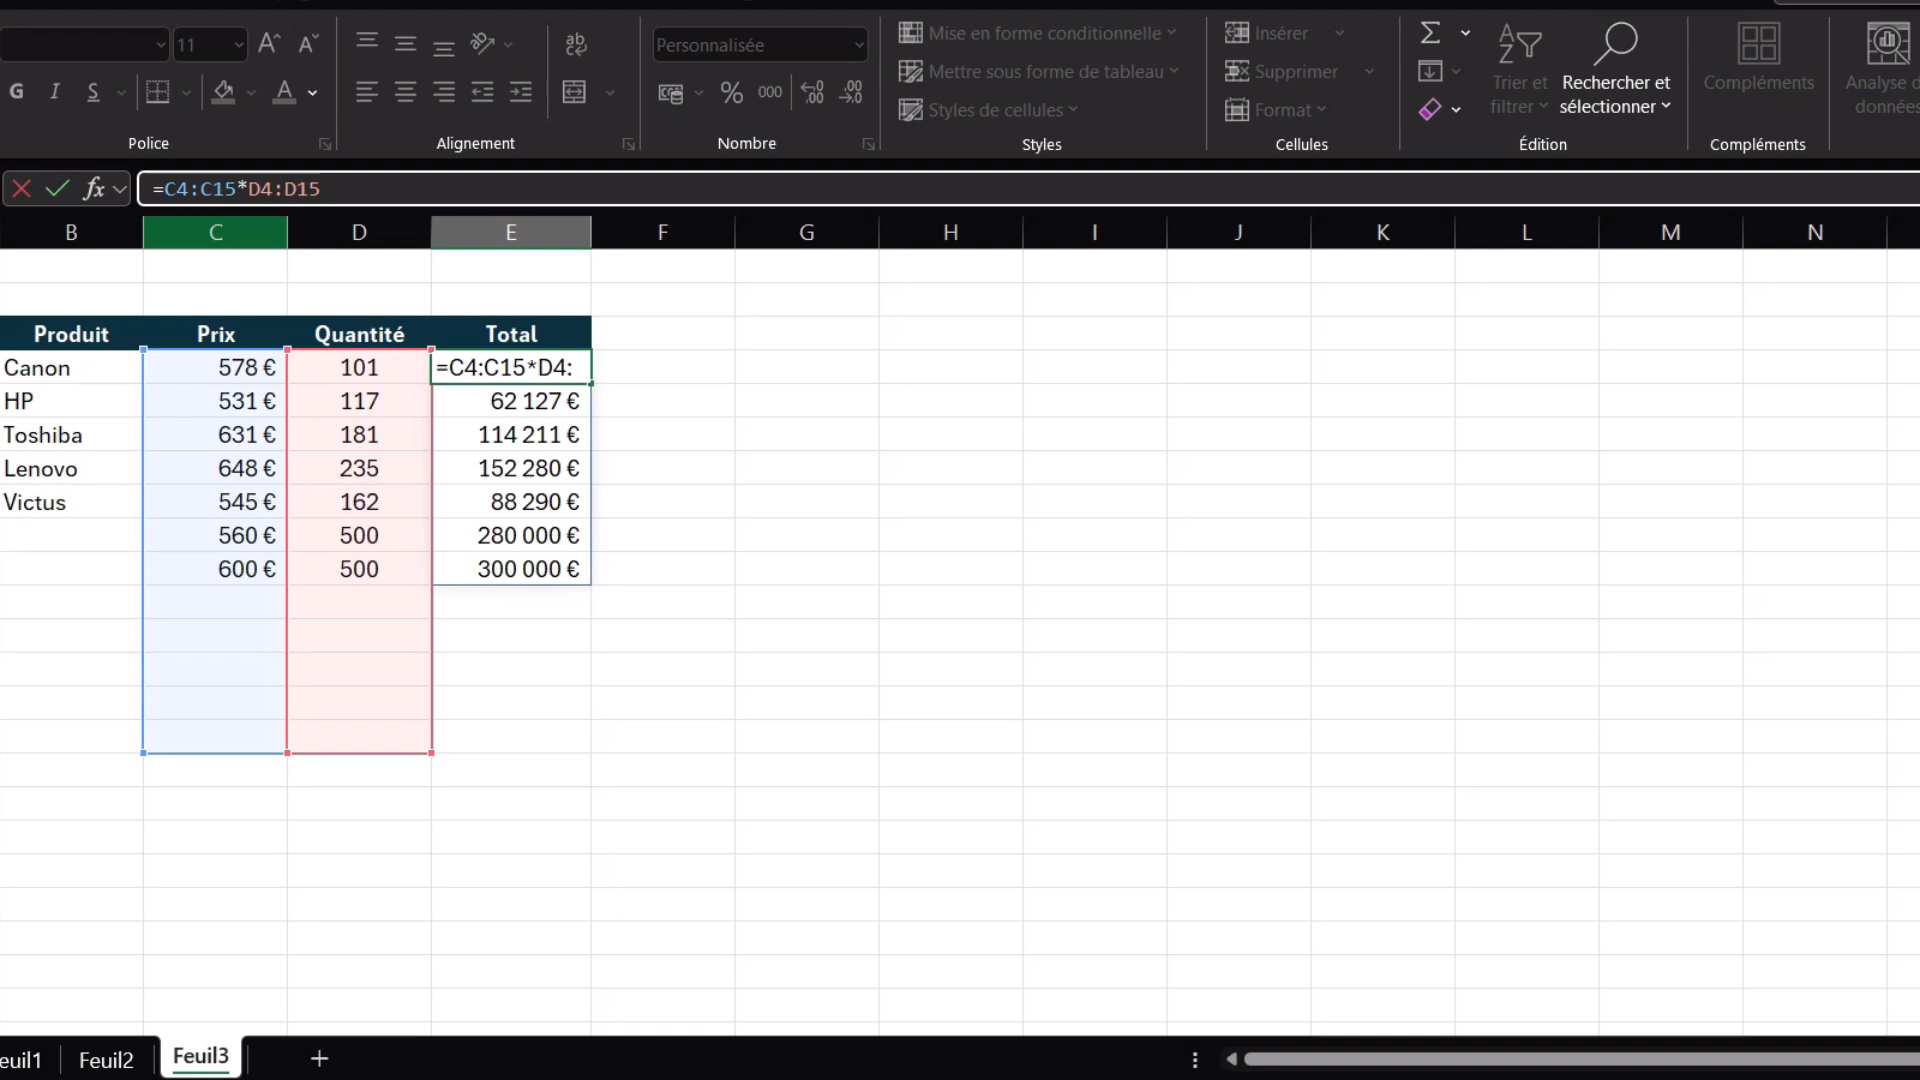 11
Personnalisée
Mise en forme conditionnelle
Mettre sous forme de tableau
Styles de cellules
Insérer
Supprimer
Format
Trier et
filtrer
Rechercher et
sélectionner
Compléments
Analyse d
données
G I S
% 000
Police
Alignement
Nombre
Styles
Cellules
Édition
Compléments
fx
=C4:C15*D4:D15
B C D E F G H I J K L M N
Produit Prix Quantité Total
Canon 578 € 101 =C4:C15*D4:
HP 531 € 117 62 127 €
Toshiba 631 € 181 114 211 €
Lenovo 648 € 235 152 280 €
Victus 545 € 162 88 290 €
560 € 500 280 000 €
600 € 500 300 000 €
euil1 Feuil2 Feuil3 +